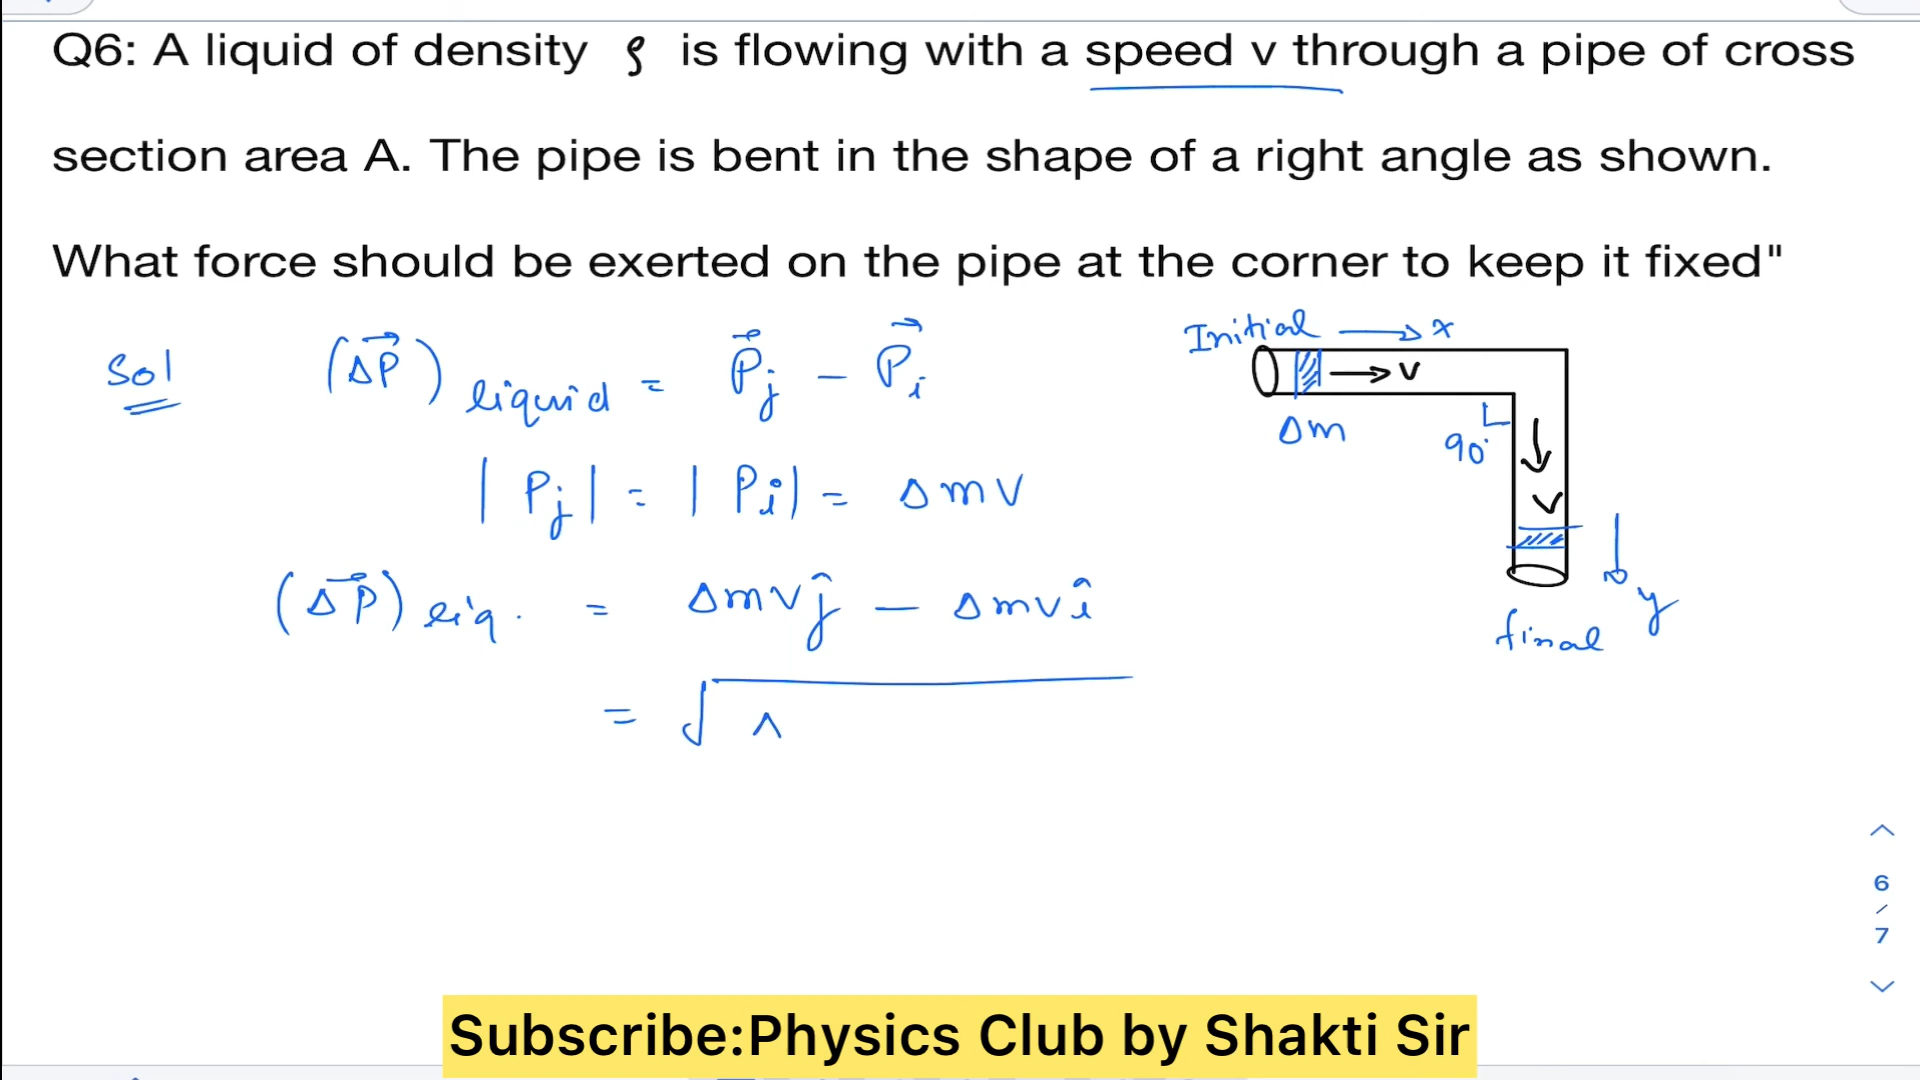 Q6: A liquid of density ρ is flowing with a speed v through a pipe of cross
section area A. The pipe is bent in the shape of a right angle as shown.
What force should be exerted on the pipe at the corner to keep it fixed"
Sol
(ΔP⃗) liquid = P⃗f − P⃗i
|Pf| = |Pi| = Δmv
(ΔP⃗) liq. = Δmv ĵ − Δmv î
= √
Initial → x
→ v
Δm
90°
v
y
final
6
/
7
Subscribe:Physics Club by Shakti Sir